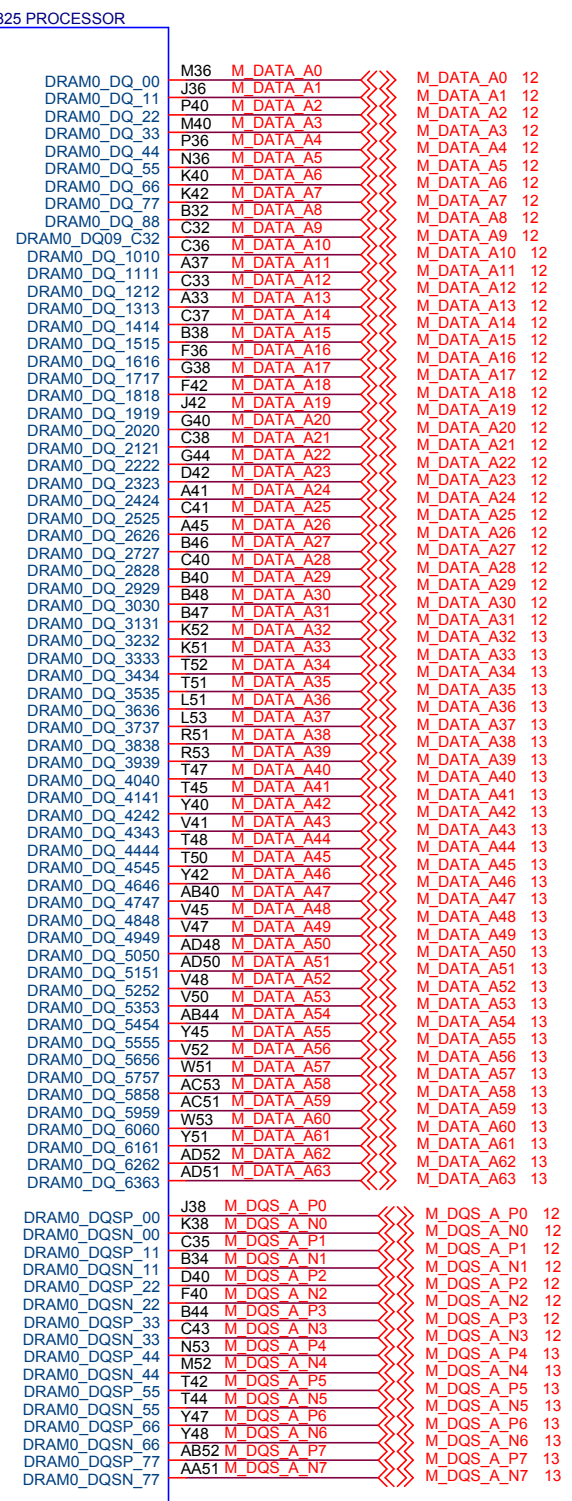 325 PROCESSOR
DRAM0_DQ_00 M36 M_DATA_A0 M_DATA_A0 12
DRAM0_DQ_11 J36 M_DATA_A1 M_DATA_A1 12
DRAM0_DQ_22 P40 M_DATA_A2 M_DATA_A2 12
DRAM0_DQ_33 M40 M_DATA_A3 M_DATA_A3 12
DRAM0_DQ_44 P36 M_DATA_A4 M_DATA_A4 12
DRAM0_DQ_55 N36 M_DATA_A5 M_DATA_A5 12
DRAM0_DQ_66 K40 M_DATA_A6 M_DATA_A6 12
DRAM0_DQ_77 K42 M_DATA_A7 M_DATA_A7 12
DRAM0_DQ_88 B32 M_DATA_A8 M_DATA_A8 12
DRAM0_DQ09_C32 C32 M_DATA_A9 M_DATA_A9 12
DRAM0_DQ_1010 C36 M_DATA_A10 M_DATA_A10 12
DRAM0_DQ_1111 A37 M_DATA_A11 M_DATA_A11 12
DRAM0_DQ_1212 C33 M_DATA_A12 M_DATA_A12 12
DRAM0_DQ_1313 A33 M_DATA_A13 M_DATA_A13 12
DRAM0_DQ_1414 C37 M_DATA_A14 M_DATA_A14 12
DRAM0_DQ_1515 B38 M_DATA_A15 M_DATA_A15 12
DRAM0_DQ_1616 F36 M_DATA_A16 M_DATA_A16 12
DRAM0_DQ_1717 G38 M_DATA_A17 M_DATA_A17 12
DRAM0_DQ_1818 F42 M_DATA_A18 M_DATA_A18 12
DRAM0_DQ_1919 J42 M_DATA_A19 M_DATA_A19 12
DRAM0_DQ_2020 G40 M_DATA_A20 M_DATA_A20 12
DRAM0_DQ_2121 C38 M_DATA_A21 M_DATA_A21 12
DRAM0_DQ_2222 G44 M_DATA_A22 M_DATA_A22 12
DRAM0_DQ_2323 D42 M_DATA_A23 M_DATA_A23 12
DRAM0_DQ_2424 A41 M_DATA_A24 M_DATA_A24 12
DRAM0_DQ_2525 C41 M_DATA_A25 M_DATA_A25 12
DRAM0_DQ_2626 A45 M_DATA_A26 M_DATA_A26 12
DRAM0_DQ_2727 B46 M_DATA_A27 M_DATA_A27 12
DRAM0_DQ_2828 C40 M_DATA_A28 M_DATA_A28 12
DRAM0_DQ_2929 B40 M_DATA_A29 M_DATA_A29 12
DRAM0_DQ_3030 B48 M_DATA_A30 M_DATA_A30 12
DRAM0_DQ_3131 B47 M_DATA_A31 M_DATA_A31 12
DRAM0_DQ_3232 K52 M_DATA_A32 M_DATA_A32 13
DRAM0_DQ_3333 K51 M_DATA_A33 M_DATA_A33 13
DRAM0_DQ_3434 T52 M_DATA_A34 M_DATA_A34 13
DRAM0_DQ_3535 T51 M_DATA_A35 M_DATA_A35 13
DRAM0_DQ_3636 L51 M_DATA_A36 M_DATA_A36 13
DRAM0_DQ_3737 L53 M_DATA_A37 M_DATA_A37 13
DRAM0_DQ_3838 R51 M_DATA_A38 M_DATA_A38 13
DRAM0_DQ_3939 R53 M_DATA_A39 M_DATA_A39 13
DRAM0_DQ_4040 T47 M_DATA_A40 M_DATA_A40 13
DRAM0_DQ_4141 T45 M_DATA_A41 M_DATA_A41 13
DRAM0_DQ_4242 Y40 M_DATA_A42 M_DATA_A42 13
DRAM0_DQ_4343 V41 M_DATA_A43 M_DATA_A43 13
DRAM0_DQ_4444 T48 M_DATA_A44 M_DATA_A44 13
DRAM0_DQ_4545 T50 M_DATA_A45 M_DATA_A45 13
DRAM0_DQ_4646 Y42 M_DATA_A46 M_DATA_A46 13
DRAM0_DQ_4747 AB40 M_DATA_A47 M_DATA_A47 13
DRAM0_DQ_4848 V45 M_DATA_A48 M_DATA_A48 13
DRAM0_DQ_4949 V47 M_DATA_A49 M_DATA_A49 13
DRAM0_DQ_5050 AD48 M_DATA_A50 M_DATA_A50 13
DRAM0_DQ_5151 AD50 M_DATA_A51 M_DATA_A51 13
DRAM0_DQ_5252 V48 M_DATA_A52 M_DATA_A52 13
DRAM0_DQ_5353 V50 M_DATA_A53 M_DATA_A53 13
DRAM0_DQ_5454 AB44 M_DATA_A54 M_DATA_A54 13
DRAM0_DQ_5555 Y45 M_DATA_A55 M_DATA_A55 13
DRAM0_DQ_5656 V52 M_DATA_A56 M_DATA_A56 13
DRAM0_DQ_5757 W51 M_DATA_A57 M_DATA_A57 13
DRAM0_DQ_5858 AC53 M_DATA_A58 M_DATA_A58 13
DRAM0_DQ_5959 AC51 M_DATA_A59 M_DATA_A59 13
DRAM0_DQ_6060 W53 M_DATA_A60 M_DATA_A60 13
DRAM0_DQ_6161 Y51 M_DATA_A61 M_DATA_A61 13
DRAM0_DQ_6262 AD52 M_DATA_A62 M_DATA_A62 13
DRAM0_DQ_6363 AD51 M_DATA_A63 M_DATA_A63 13
DRAM0_DQSP_00 J38 M_DQS_A_P0 M_DQS_A_P0 12
DRAM0_DQSN_00 K38 M_DQS_A_N0 M_DQS_A_N0 12
DRAM0_DQSP_11 C35 M_DQS_A_P1 M_DQS_A_P1 12
DRAM0_DQSN_11 B34 M_DQS_A_N1 M_DQS_A_N1 12
DRAM0_DQSP_22 D40 M_DQS_A_P2 M_DQS_A_P2 12
DRAM0_DQSN_22 F40 M_DQS_A_N2 M_DQS_A_N2 12
DRAM0_DQSP_33 B44 M_DQS_A_P3 M_DQS_A_P3 12
DRAM0_DQSN_33 C43 M_DQS_A_N3 M_DQS_A_N3 12
DRAM0_DQSP_44 N53 M_DQS_A_P4 M_DQS_A_P4 13
DRAM0_DQSN_44 M52 M_DQS_A_N4 M_DQS_A_N4 13
DRAM0_DQSP_55 T42 M_DQS_A_P5 M_DQS_A_P5 13
DRAM0_DQSN_55 T44 M_DQS_A_N5 M_DQS_A_N5 13
DRAM0_DQSP_66 Y47 M_DQS_A_P6 M_DQS_A_P6 13
DRAM0_DQSN_66 Y48 M_DQS_A_N6 M_DQS_A_N6 13
DRAM0_DQSP_77 AB52 M_DQS_A_P7 M_DQS_A_P7 13
DRAM0_DQSN_77 AA51 M_DQS_A_N7 M_DQS_A_N7 13